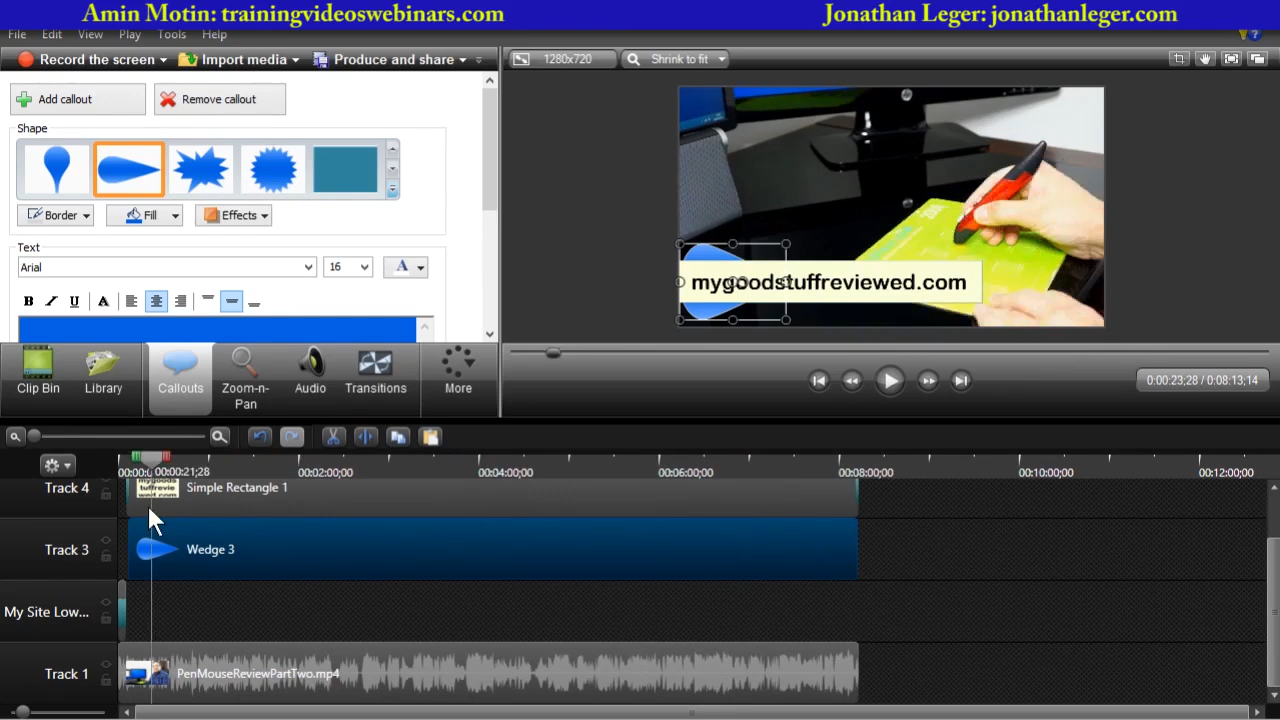 Amin Motin: trainingvideoswebinars.com
Jonathan Leger: jonathanleger.com
File Edit View Play Tools Help
Record the screen Import media Produce and share
1280x720 Shrink to fit
Add callout Remove callout
Shape
Border Fill Effects
Text
Arial 16 A
B I U A
mygoodstuffreviewed.com
Clip Bin Library Callouts Zoom-n-Pan Audio Transitions More
0:00:23;28 / 0:08:13;14
00:00:21;28 00:02:00;00 00:04:00;00 00:06:00;00 00:08:00;00 00:10:00;00 00:12:00;00
Track 4 mygoodstuffreviewed.com Simple Rectangle 1
Track 3 Wedge 3
My Site Low...
Track 1 PenMouseReviewPartTwo.mp4